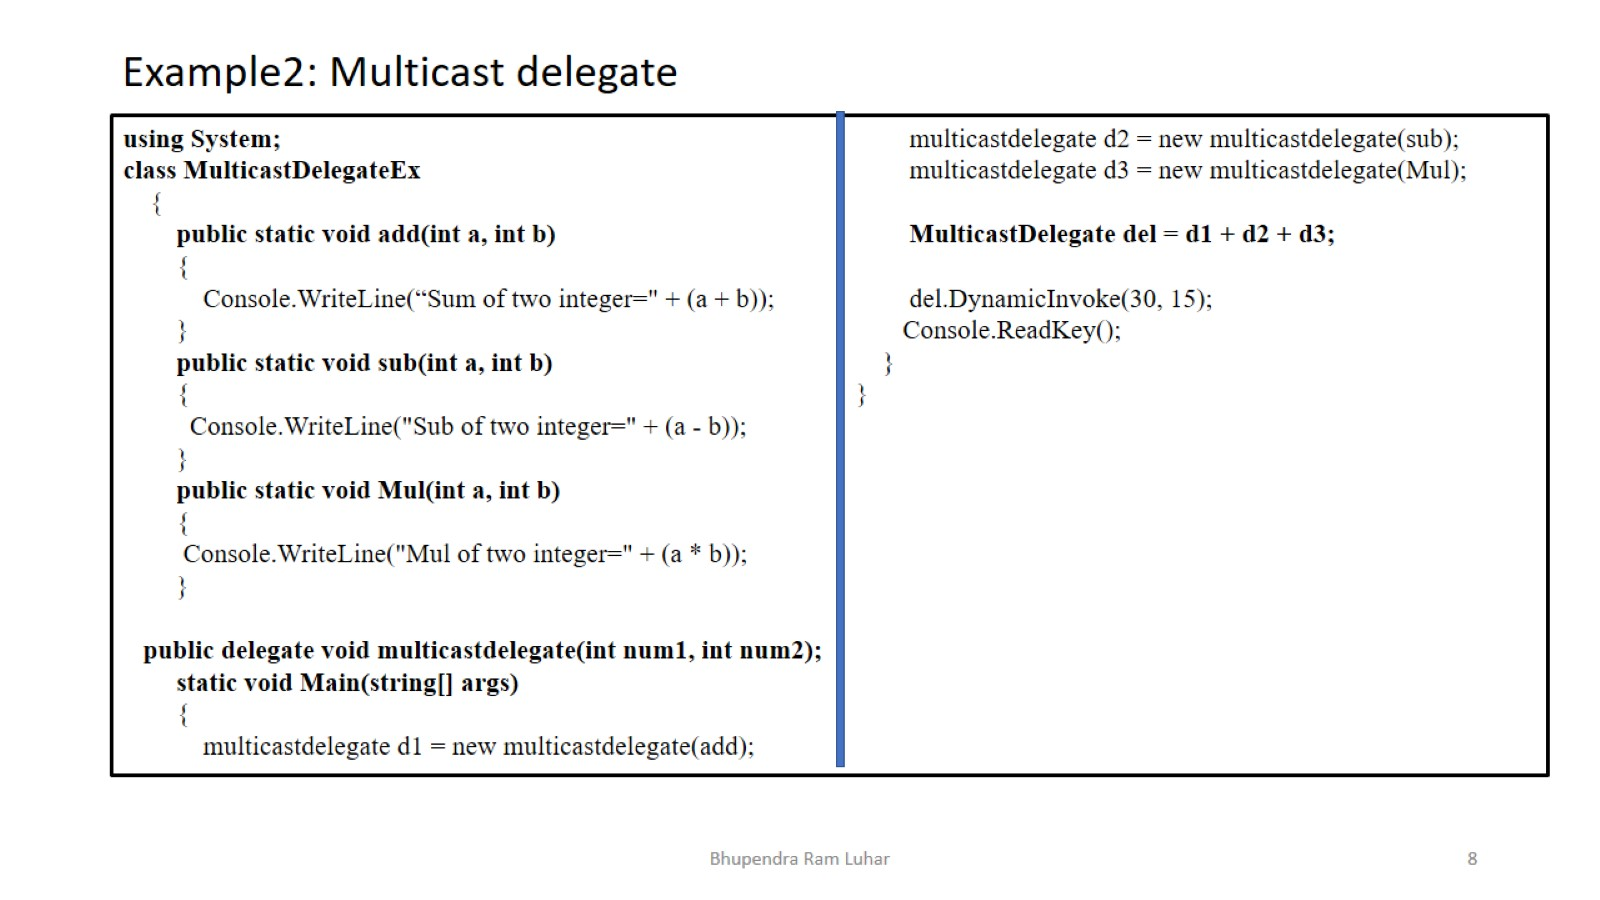 Example2: Multicast delegate
using System;
class MulticastDelegateEx
{
public static void add(int a, int b)
{
Console.WriteLine(“Sum of two integer=" + (a + b));
}
public static void sub(int a, int b)
{
Console.WriteLine("Sub of two integer=" + (a - b));
}
public static void Mul(int a, int b)
{
Console.WriteLine("Mul of two integer=" + (a * b));
}
public delegate void multicastdelegate(int num1, int num2);
static void Main(string[] args)
{
multicastdelegate d1 = new multicastdelegate(add);
multicastdelegate d2 = new multicastdelegate(sub);
multicastdelegate d3 = new multicastdelegate(Mul);
MulticastDelegate del = d1 + d2 + d3;
del.DynamicInvoke(30, 15);
Console.ReadKey();
}
}
Bhupendra Ram Luhar
8